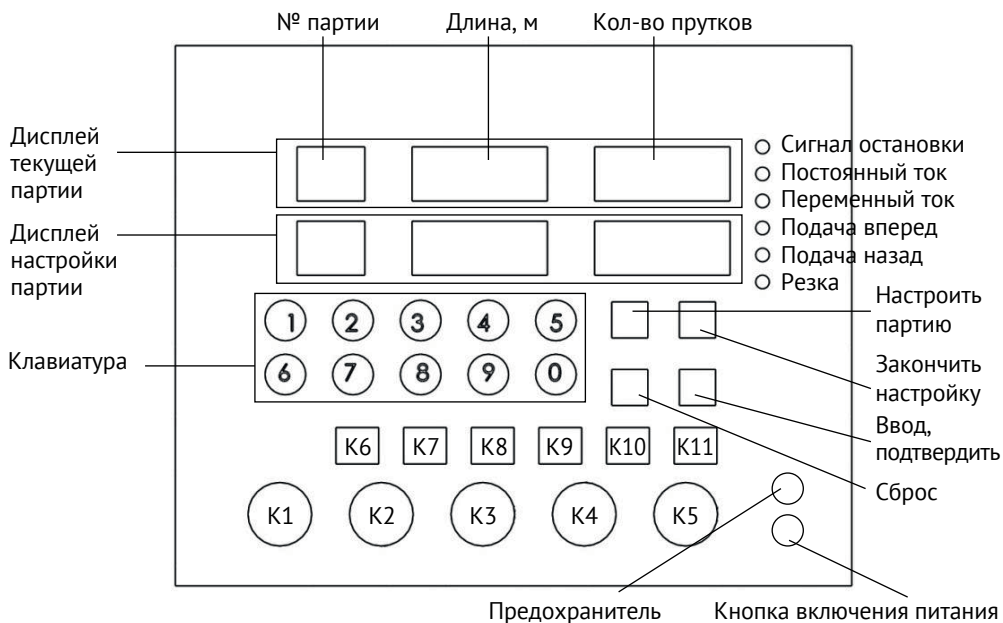 № партии Длина, м Кол-во прутков
Дисплей
текущей
партии
Сигнал остановки
Постоянный ток
Переменный ток
Подача вперед
Подача назад
Резка
Дисплей
настройки
партии
Настроить
партию
Клавиатура
1 2 3 4 5
6 7 8 9 0
Закончить
настройку
Ввод,
подтвердить
Сброс
K6 K7 K8 K9 K10 K11
K1 K2 K3 K4 K5
Предохранитель Кнопка включения питания